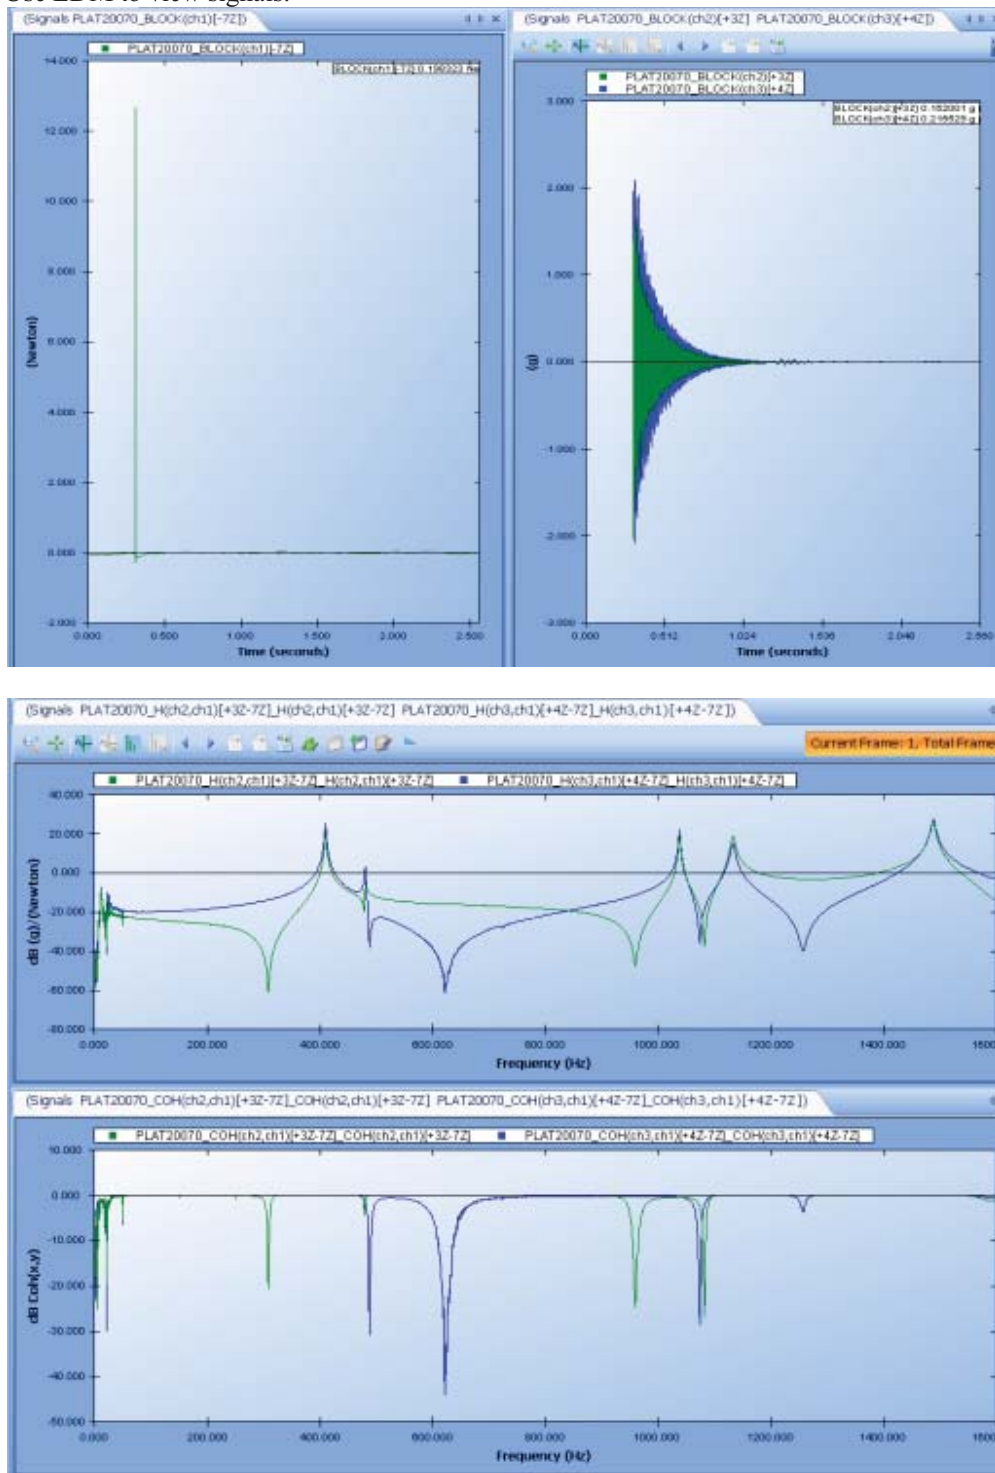 Use EDM to view signals.
(Signals PLAT20070_BLOCK(ch1)[-7Z])
PLAT20070_BLOCK(ch1)[-7Z]
14.000
12.000
10.000
8.000
6.000
4.000
2.000
0.000
-2.000
(Newton)
0.000 0.500 1.000 1.500 2.000 2.500
Time (seconds)
(Signals PLAT20070_BLOCK(ch2)[+3Z] PLAT20070_BLOCK(ch3)[+4Z])
PLAT20070_BLOCK(ch2)[+3Z]
PLAT20070_BLOCK(ch3)[+4Z]
3.000
2.000
1.000
0.000
-1.000
-2.000
-3.000
(g)
0.000 0.512 1.024 1.536 2.048 2.560
Time (seconds)
(Signals PLAT20070_H(ch2,ch1)[+3Z-7Z]_H(ch2,ch1)[+3Z-7Z] PLAT20070_H(ch3,ch1)[+4Z-7Z]_H(ch3,ch1)[+4Z-7Z])
Current Frame: 1, Total Frame
PLAT20070_H(ch2,ch1)[+3Z-7Z]_H(ch2,ch1)[+3Z-7Z] PLAT20070_H(ch3,ch1)[+4Z-7Z]_H(ch3,ch1)[+4Z-7Z]
40.000
20.000
0.000
-20.000
-40.000
-60.000
-80.000
dB (g)/(Newton)
0.000 200.000 400.000 600.000 800.000 1000.000 1200.000 1400.000 1600
Frequency (Hz)
(Signals PLAT20070_COH(ch2,ch1)[+3Z-7Z]_COH(ch2,ch1)[+3Z-7Z] PLAT20070_COH(ch3,ch1)[+4Z-7Z]_COH(ch3,ch1)[+4Z-7Z])
PLAT20070_COH(ch2,ch1)[+3Z-7Z]_COH(ch2,ch1)[+3Z-7Z] PLAT20070_COH(ch3,ch1)[+4Z-7Z]_COH(ch3,ch1)[+4Z-7Z]
10.000
0.000
-10.000
-20.000
-30.000
-40.000
-50.000
dB Coh(x,y)
0.000 200.000 400.000 600.000 800.000 1000.000 1200.000 1400.000 1600
Frequency (Hz)